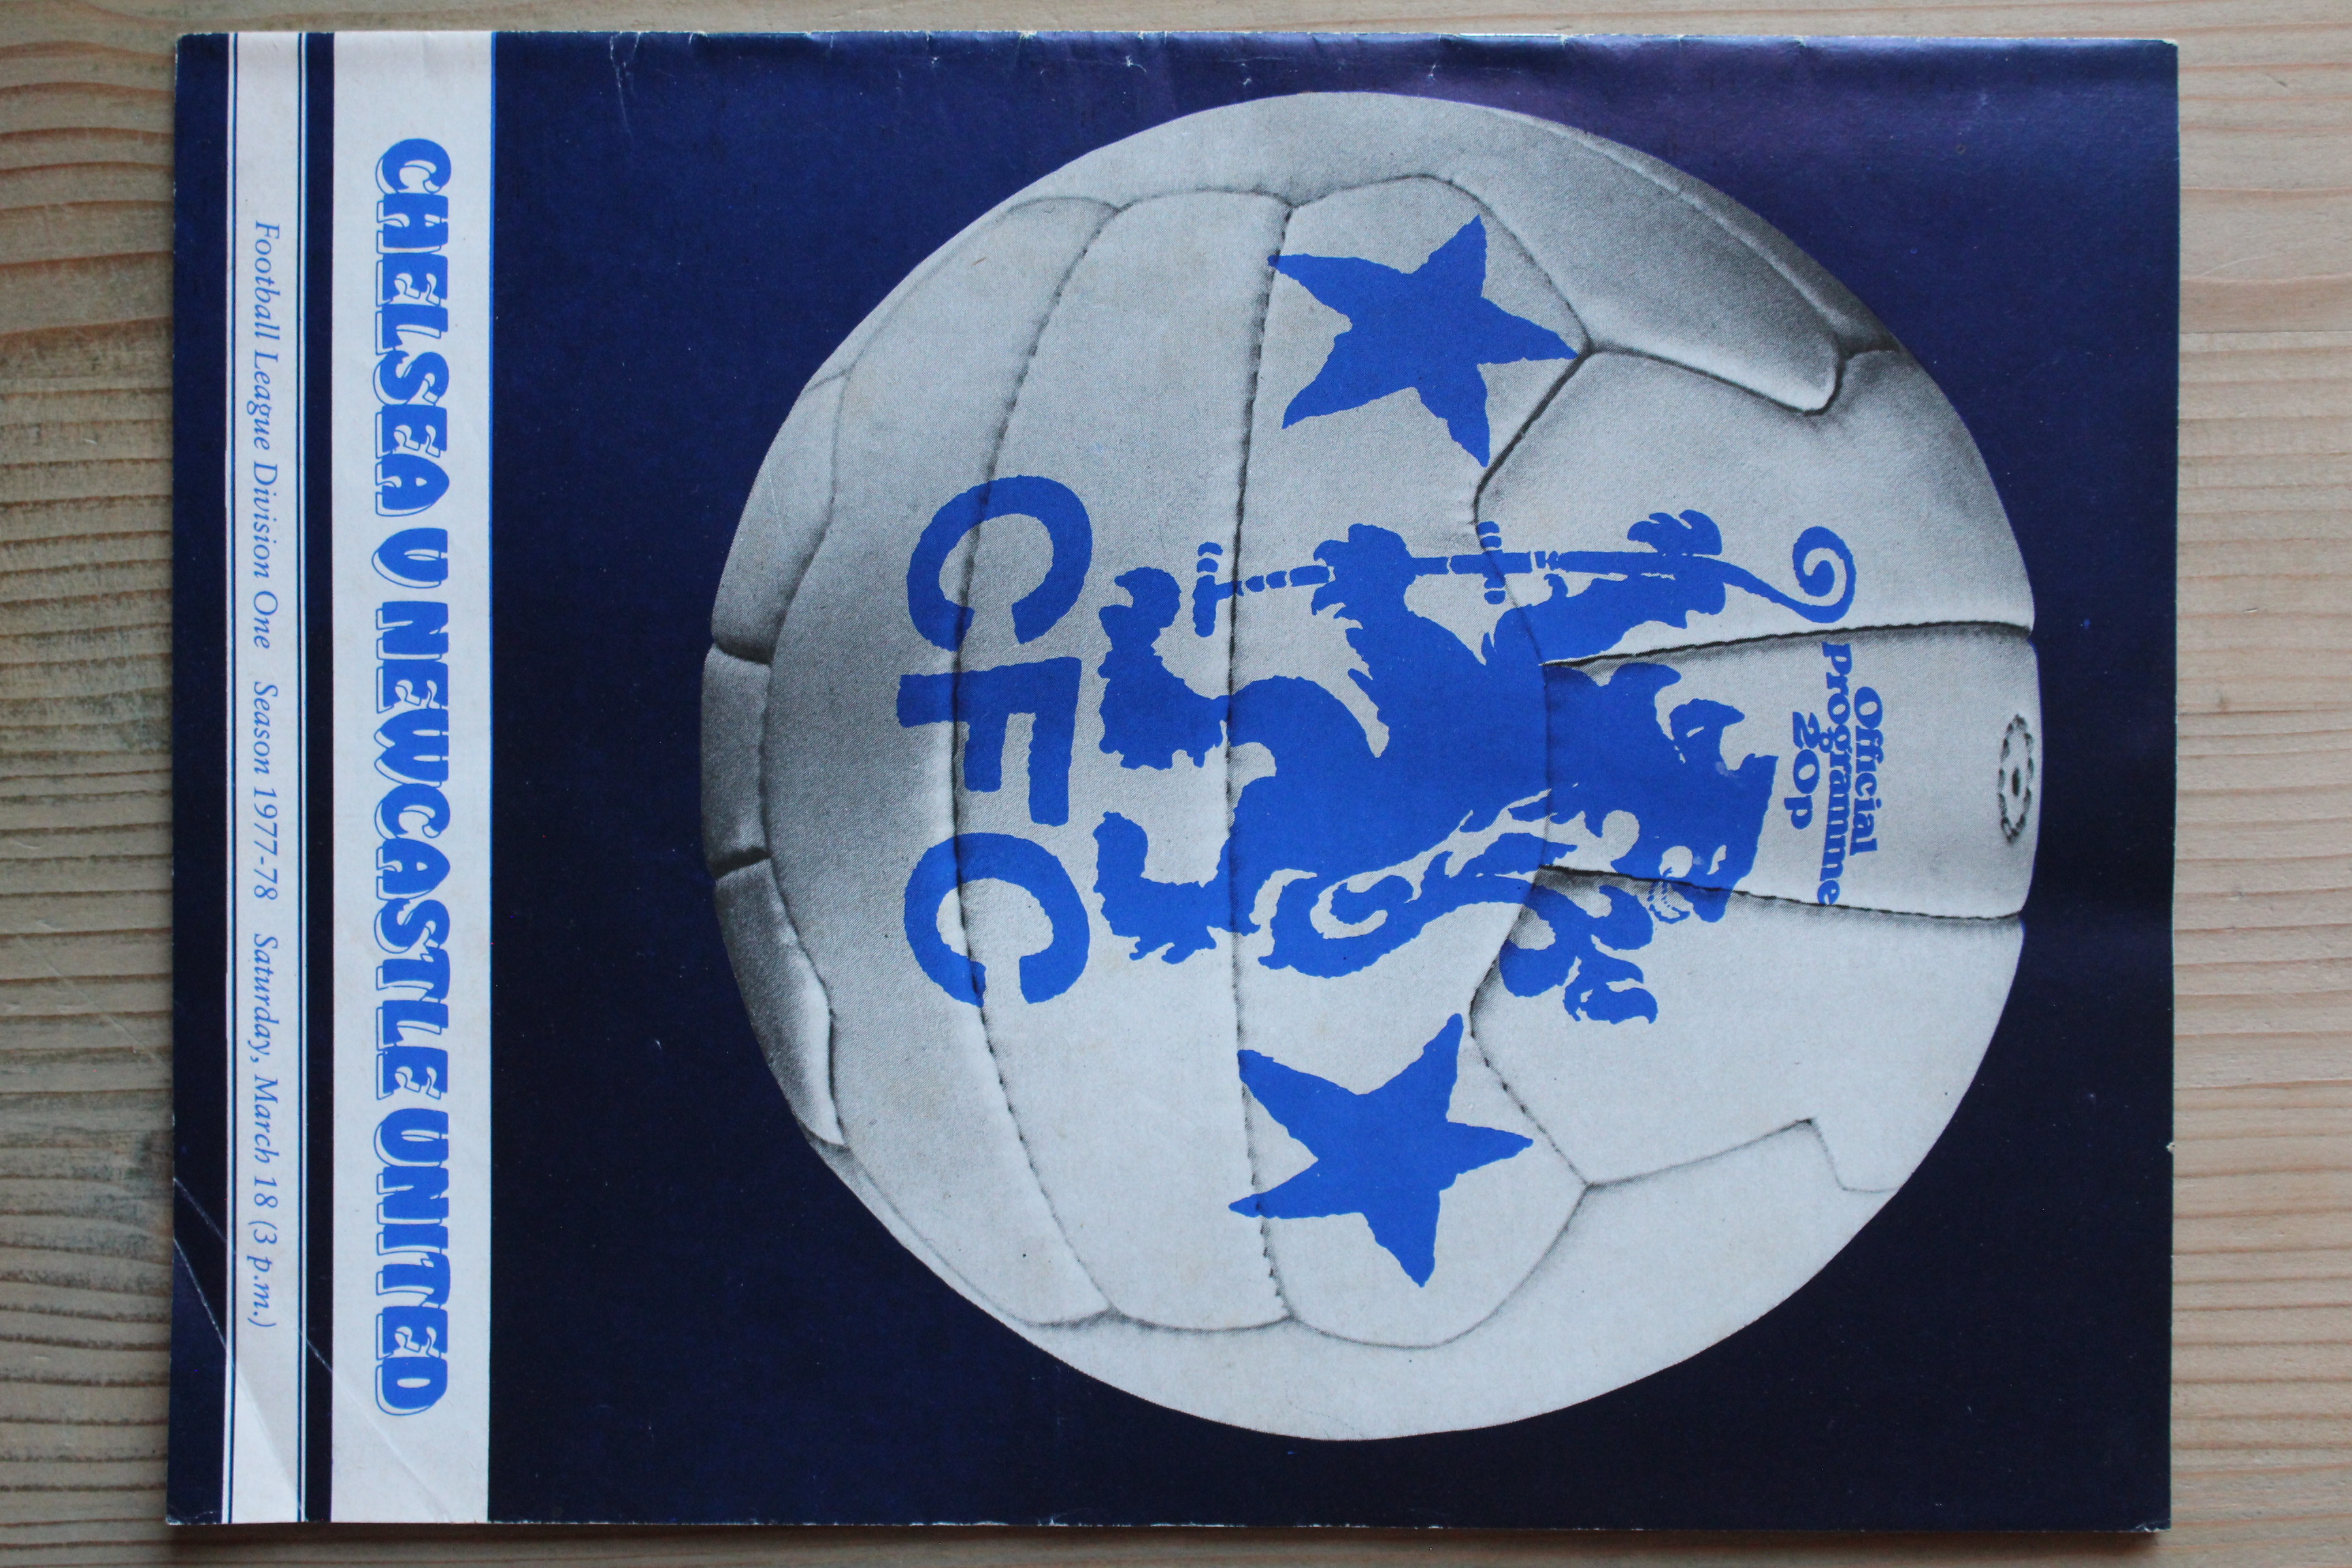 Official
Programme
20p
CFC
CHELSEA V NEWCASTLE UNITED
Football League Division One Season 1977-78 Saturday, March 18 (3 p.m.)